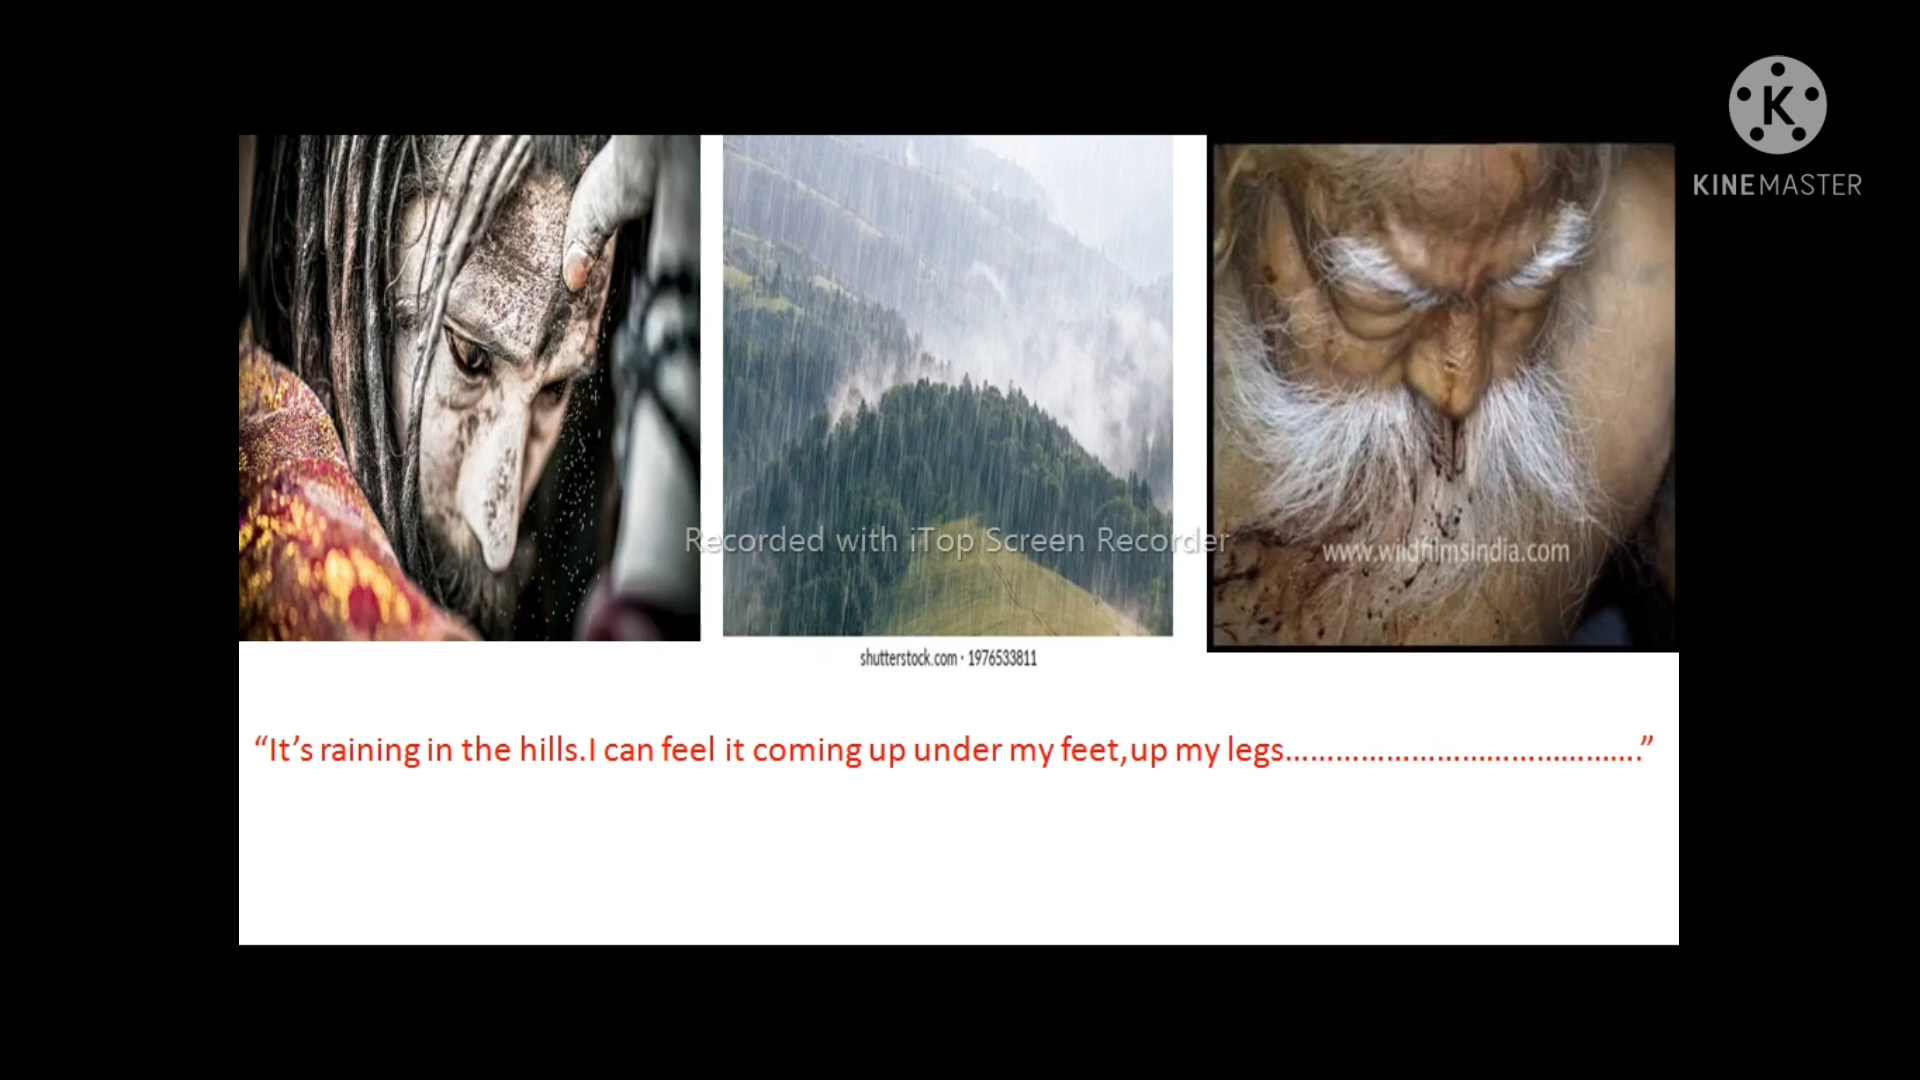 K
KINEMASTER
Recorded with iTop Screen Recorder
www.wildfilmsindia.com
shutterstock.com · 1976533811
“It’s raining in the hills.I can feel it coming up under my feet,up my legs……………………………………..”